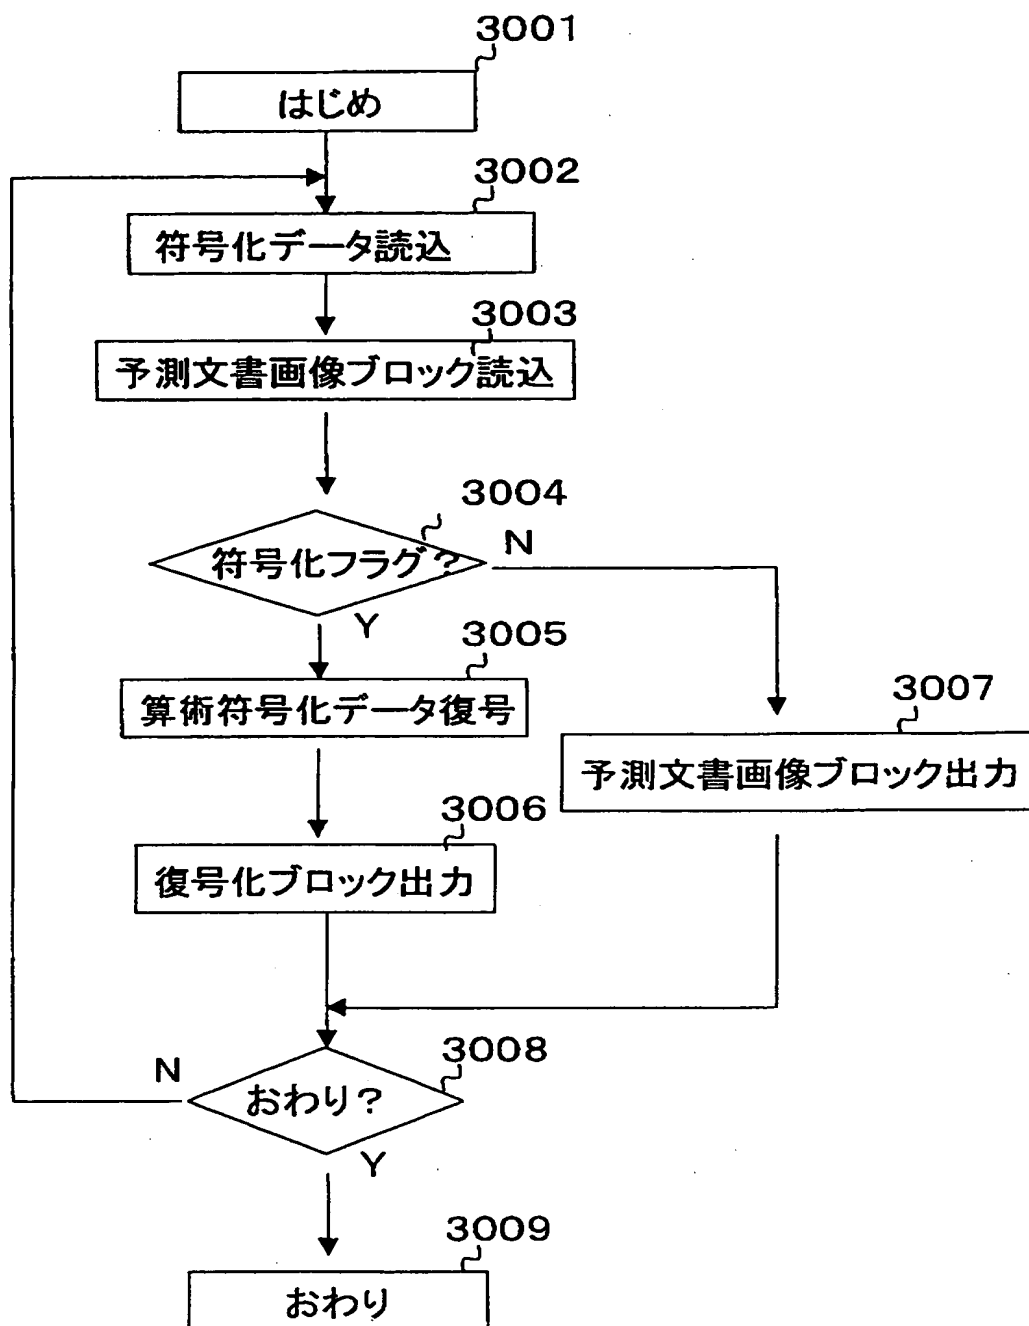 3001
はじめ
3002
符号化データ読込
3003
予測文書画像ブロック読込
3004
符号化フラグ?
N
Y
3005
算術符号化データ復号
3007
予測文書画像ブロック出力
3006
復号化ブロック出力
3008
N
おわり?
Y
3009
おわり